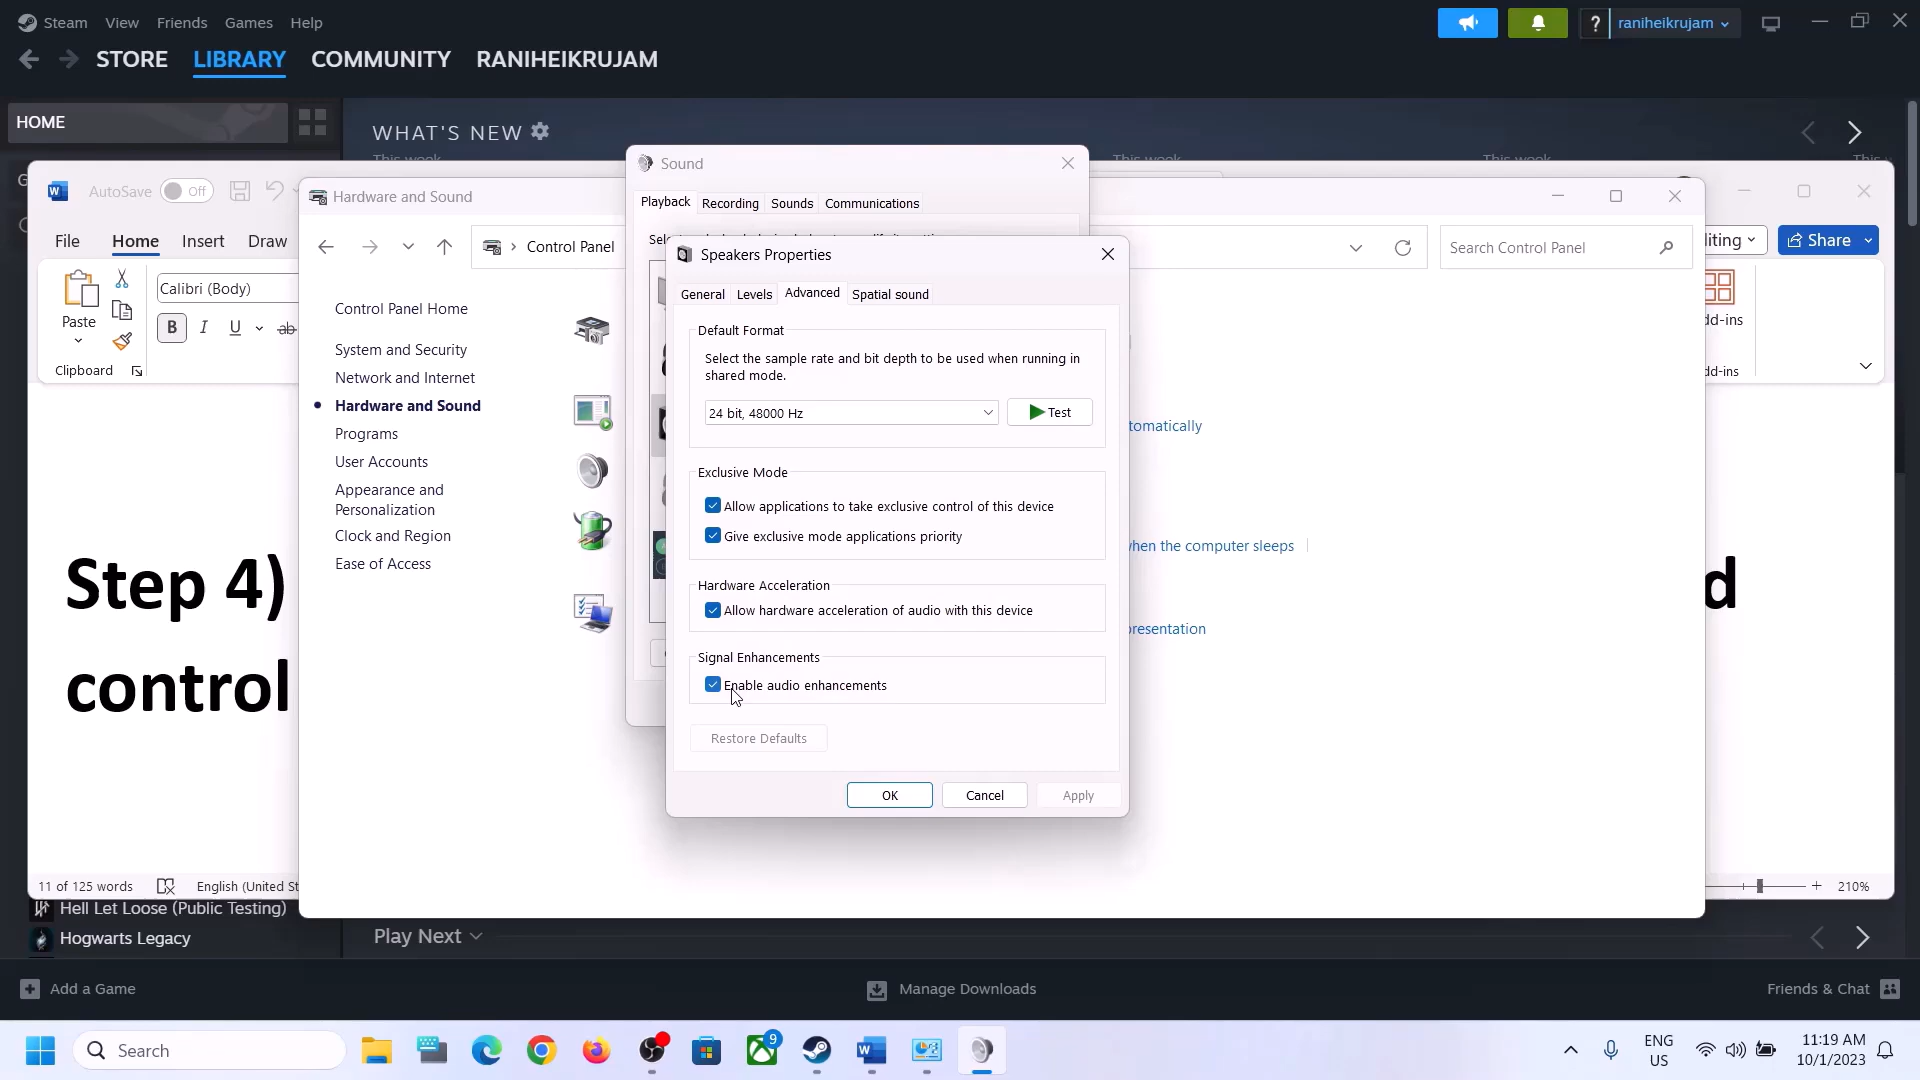 Steam View Friends Games Help
raniheikrujam
STORE LIBRARY COMMUNITY RANIHEIKRUJAM
HOME
WHAT'S NEW
AutoSave Off
File Home Insert Draw
Editing
Share
Paste
Calibri (Body)
B I U ab
Clipboard
11 of 125 words
English (United St
210%
Step 4)
control
d
Hardware and Sound
Control Panel
Search Control Panel
Control Panel Home
System and Security
Network and Internet
Hardware and Sound
Programs
User Accounts
Appearance and
Personalization
Clock and Region
Ease of Access
tomatically
when the computer sleeps
presentation
Sound
Playback Recording Sounds Communications
Speakers Properties
General Levels Advanced Spatial sound
Default Format
Select the sample rate and bit depth to be used when running in
shared mode.
24 bit, 48000 Hz
Test
Exclusive Mode
Allow applications to take exclusive control of this device
Give exclusive mode applications priority
Hardware Acceleration
Allow hardware acceleration of audio with this device
Signal Enhancements
Enable audio enhancements
Restore Defaults
OK Cancel Apply
Hell Let Loose (Public Testing)
Hogwarts Legacy
Play Next
Add a Game
Manage Downloads
Friends & Chat
Search
9
ENG
US
11:19 AM
10/1/2023